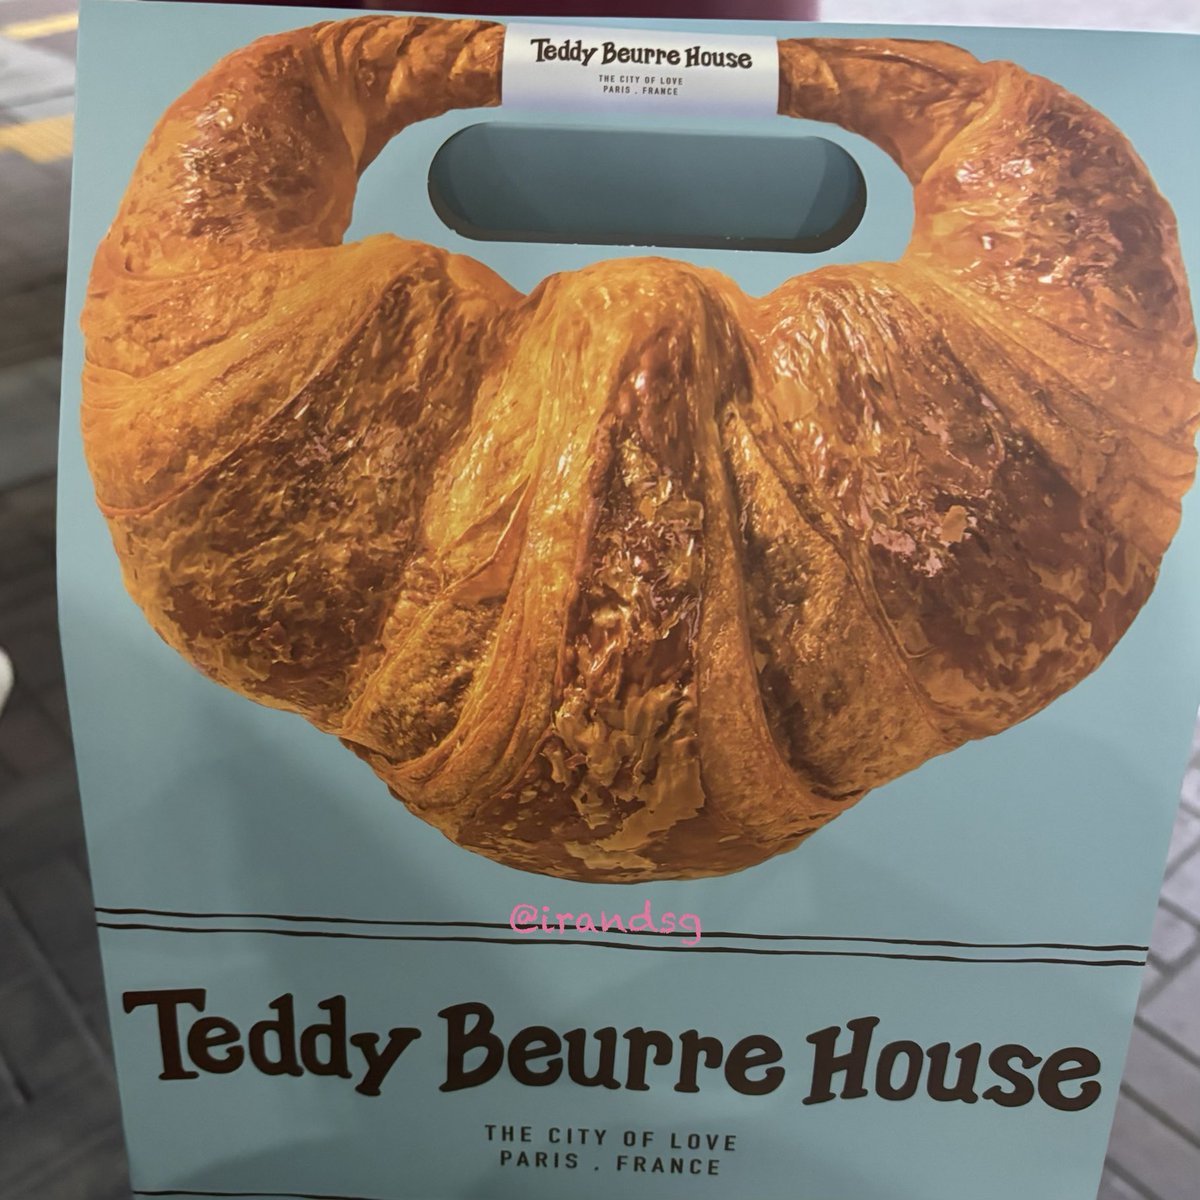 Teddy Beurre House
THE CITY OF LOVE
PARIS . FRANCE
@irandsg
Teddy Beurre House
THE CITY OF LOVE
PARIS . FRANCE